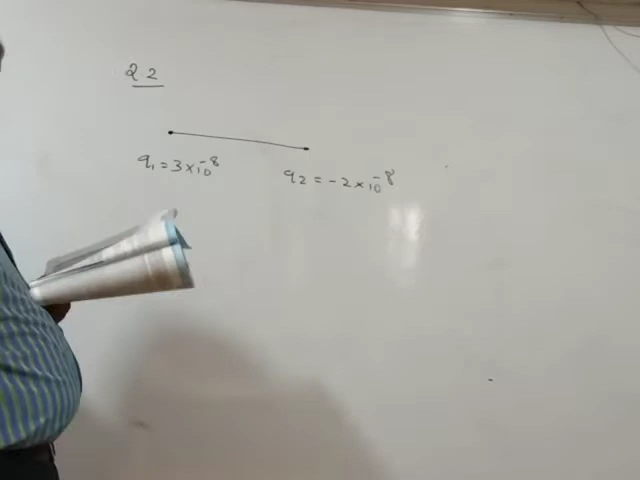 Q 2
q₁ = 3 × 10⁻⁸
q₂ = -2 × 10⁻⁸